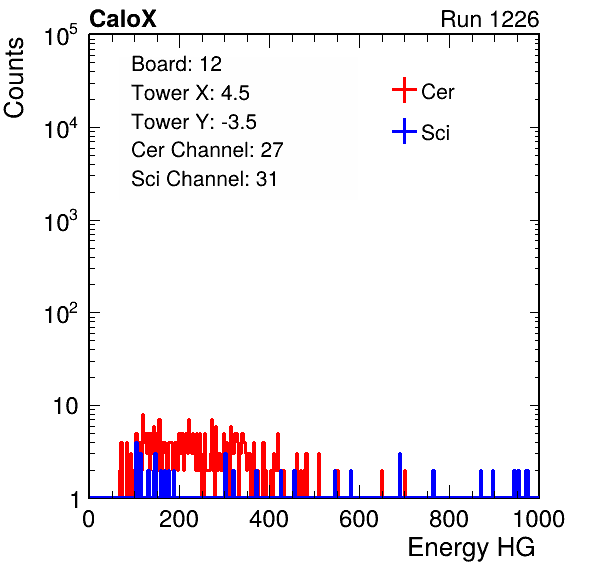 CaloX Run 1226
Counts
Board: 12
Tower X: 4.5
Tower Y: -3.5
Cer Channel: 27
Sci Channel: 31
Cer
Sci
10^5
10^4
10^3
10^2
10
1
0 200 400 600 800 1000
Energy HG